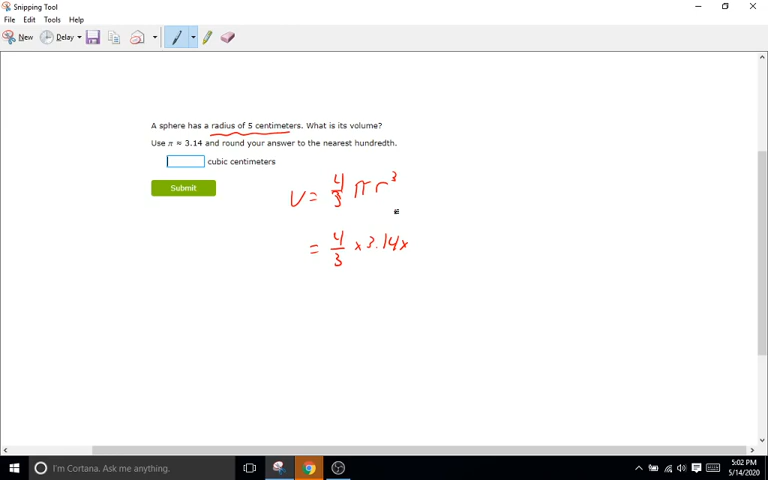 Snipping Tool
File Edit Tools Help
New Delay
A sphere has a radius of 5 centimeters. What is its volume?
Use π ≈ 3.14 and round your answer to the nearest hundredth.
cubic centimeters
Submit
V = 4/3 π r³
= 4/3 × 3.14 ×
I'm Cortana. Ask me anything.
5:02 PM
5/14/2020